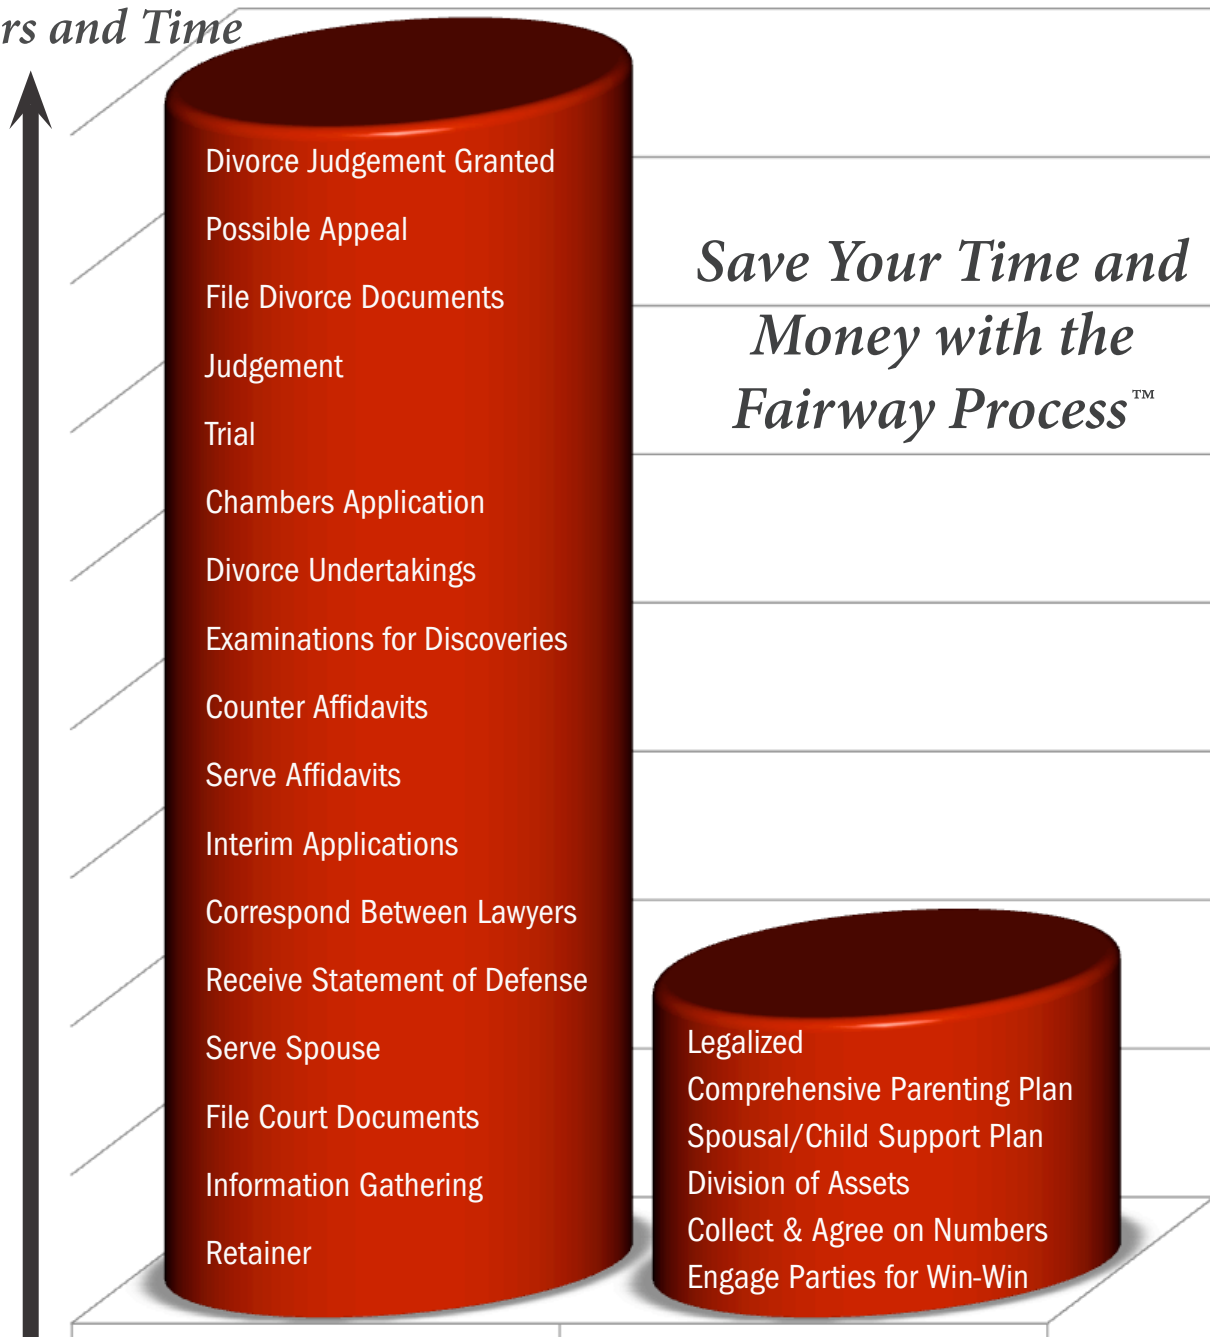 rs and Time
Divorce Judgement Granted
Possible Appeal
File Divorce Documents
Judgement
Trial
Chambers Application
Divorce Undertakings
Examinations for Discoveries
Counter Affidavits
Serve Affidavits
Interim Applications
Correspond Between Lawyers
Receive Statement of Defense
Serve Spouse
File Court Documents
Information Gathering
Retainer
Save Your Time and
Money with the
Fairway Process™
Legalized
Comprehensive Parenting Plan
Spousal/Child Support Plan
Division of Assets
Collect & Agree on Numbers
Engage Parties for Win-Win